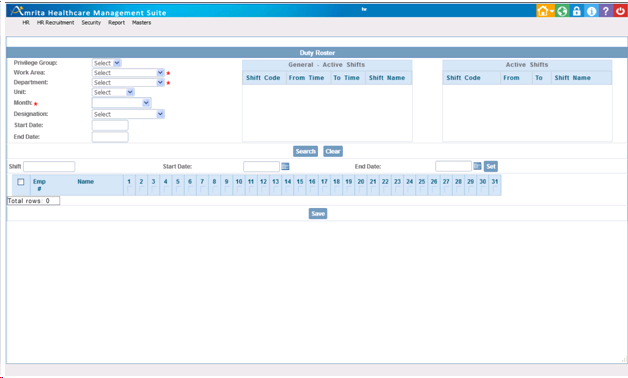 Amrita Healthcare Management Suite
hr
HR HR Recruitment Security Report Masters
Duty Roster
Privilege Group: Select
Work Area: Select *
Department: Select *
Unit: Select
Month: *
Designation: Select
Start Date:
End Date:
General - Active Shifts
Shift Code From Time To Time Shift Name
Active Shifts
Shift Code From To Shift Name
Search Clear
Shift Start Date: End Date: Set
Emp # Name 1 2 3 4 5 6 7 8 9 10 11 12 13 14 15 16 17 18 19 20 21 22 23 24 25 26 27 28 29 30 31
Total rows: 0
Save